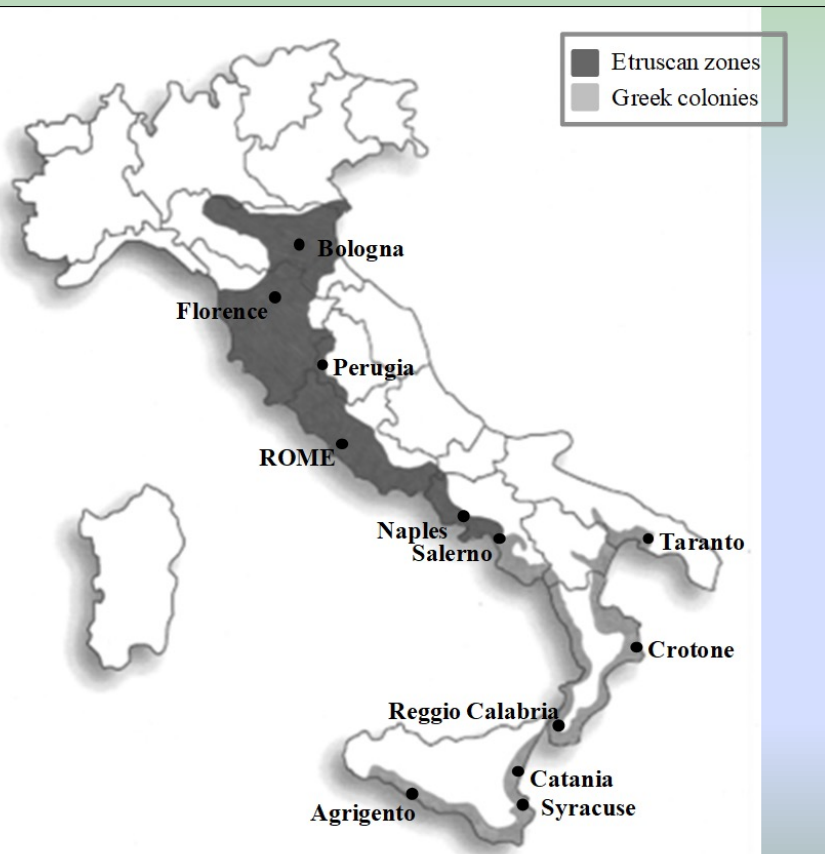 Etruscan zones
Greek colonies
Bologna
Florence
Perugia
ROME
Naples
Salerno
Taranto
Crotone
Reggio Calabria
Catania
Agrigento
Syracuse